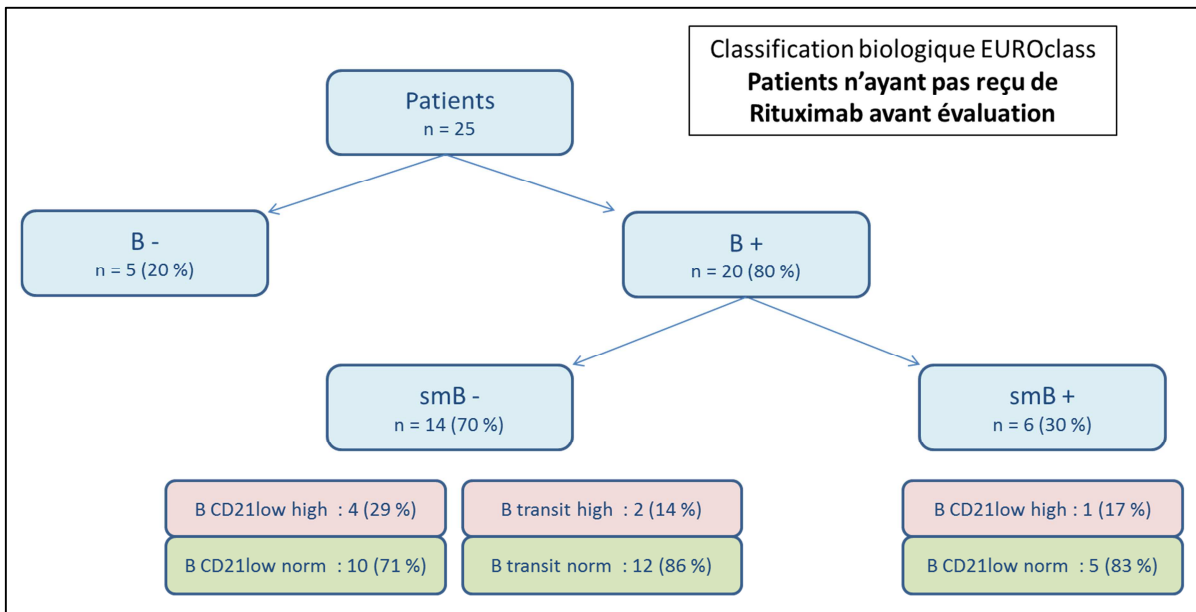 Classification biologique EUROclass
Patients n'ayant pas reçu de
Rituximab avant évaluation
Patients
n = 25
B -
n = 5 (20 %)
B +
n = 20 (80 %)
smB -
n = 14 (70 %)
smB +
n = 6 (30 %)
B CD21low high : 4 (29 %)
B transit high : 2 (14 %)
B CD21low high : 1 (17 %)
B CD21low norm : 10 (71 %)
B transit norm : 12 (86 %)
B CD21low norm : 5 (83 %)